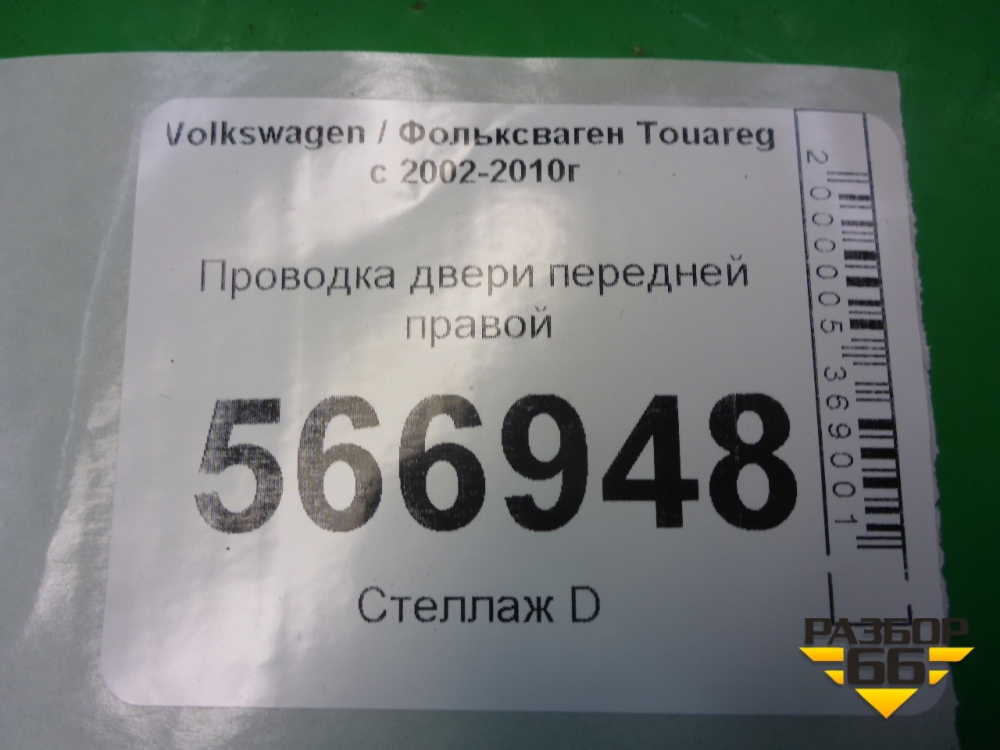 Volkswagen / Фольксваген Touareg
с 2002-2010г
Проводка двери передней
правой
566948
Стеллаж D
2000005369001
РАЗБОР
66